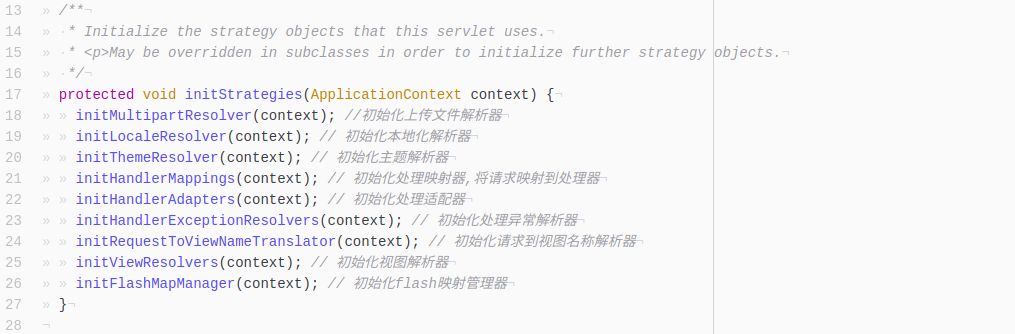 13 /**
14 * Initialize the strategy objects that this servlet uses.
15 * <p>May be overridden in subclasses in order to initialize further strategy objects.
16 */
17 protected void initStrategies(ApplicationContext context) {
18 initMultipartResolver(context); //初始化上传文件解析器
19 initLocaleResolver(context); // 初始化本地化解析器
20 initThemeResolver(context); // 初始化主题解析器
21 initHandlerMappings(context); // 初始化处理映射器,将请求映射到处理器
22 initHandlerAdapters(context); // 初始化处理适配器
23 initHandlerExceptionResolvers(context); // 初始化处理异常解析器
24 initRequestToViewNameTranslator(context); // 初始化请求到视图名称解析器
25 initViewResolvers(context); // 初始化视图解析器
26 initFlashMapManager(context); // 初始化flash映射管理器
27 }
28